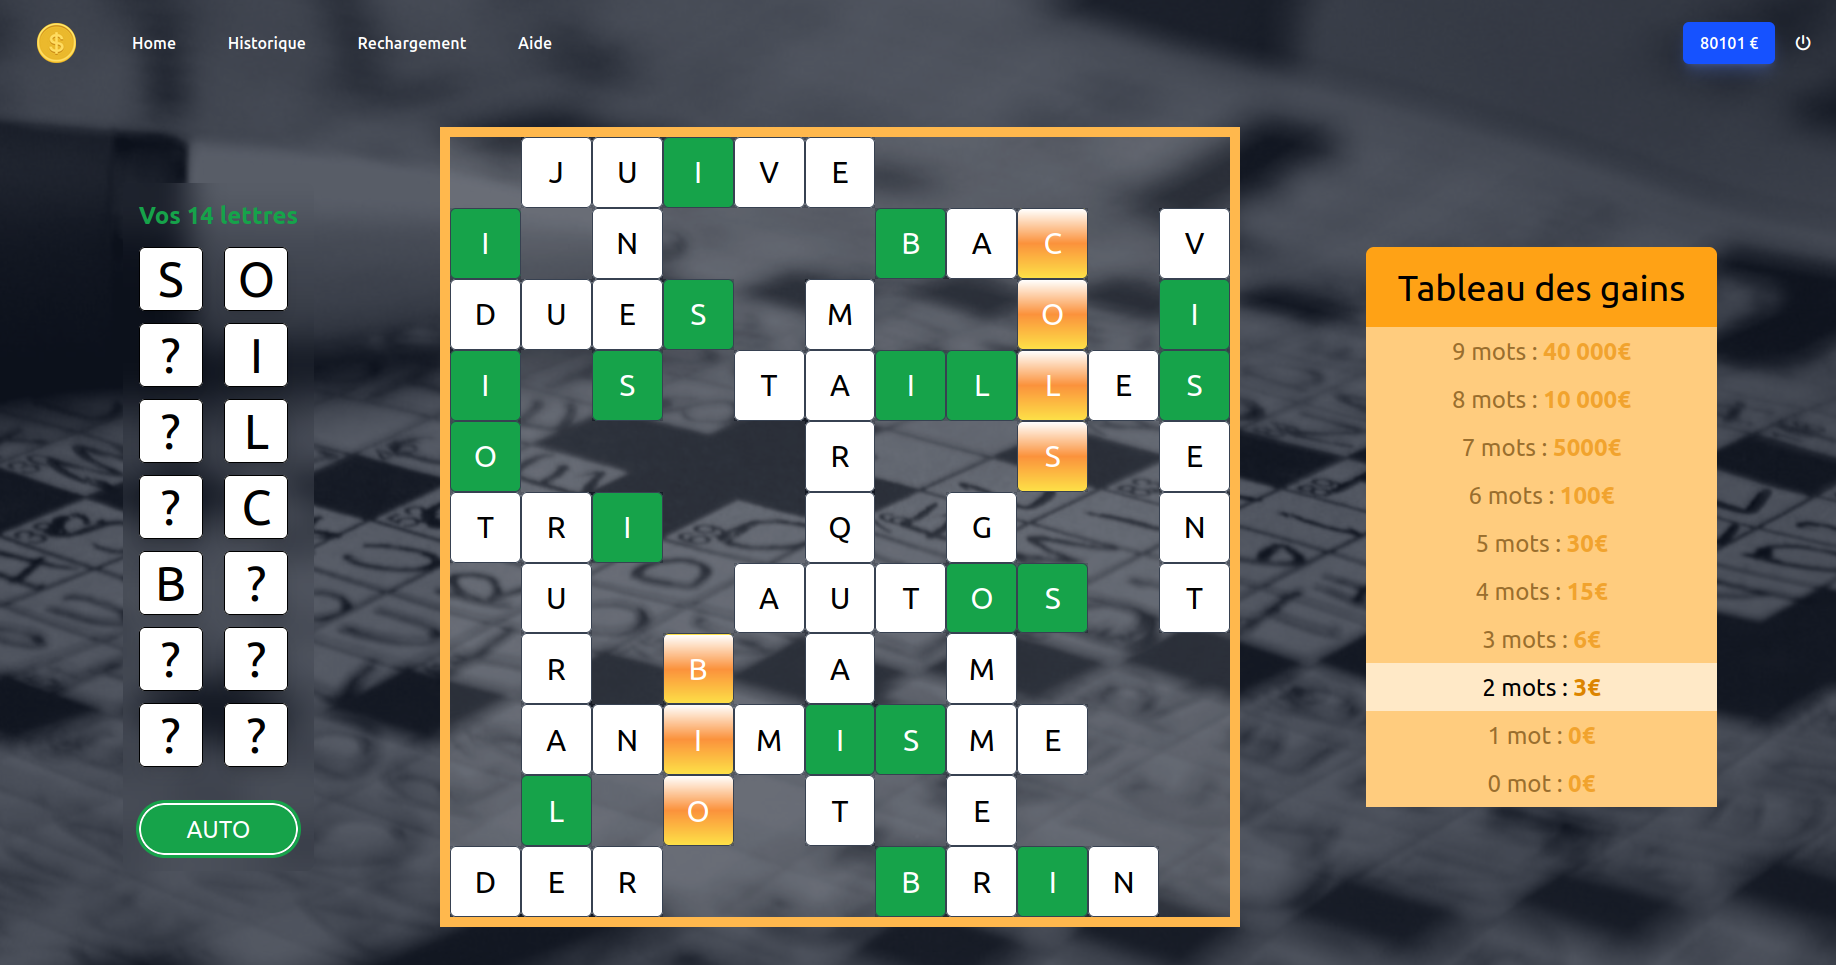 $ Home Historique Rechargement Aide 80101 €
Vos 14 lettres
S O
? I
? L
? C
B ?
? ?
? ?
AUTO
J U I V E
I N B A C V
D U E S M O I
I S T A I L L E S
O R S E
T R I Q G N
U A U T O S T
R B A M
A N I M I S M E
L O T E
D E R B R I N
Tableau des gains
9 mots : 40 000€
8 mots : 10 000€
7 mots : 5000€
6 mots : 100€
5 mots : 30€
4 mots : 15€
3 mots : 6€
2 mots : 3€
1 mot : 0€
0 mot : 0€